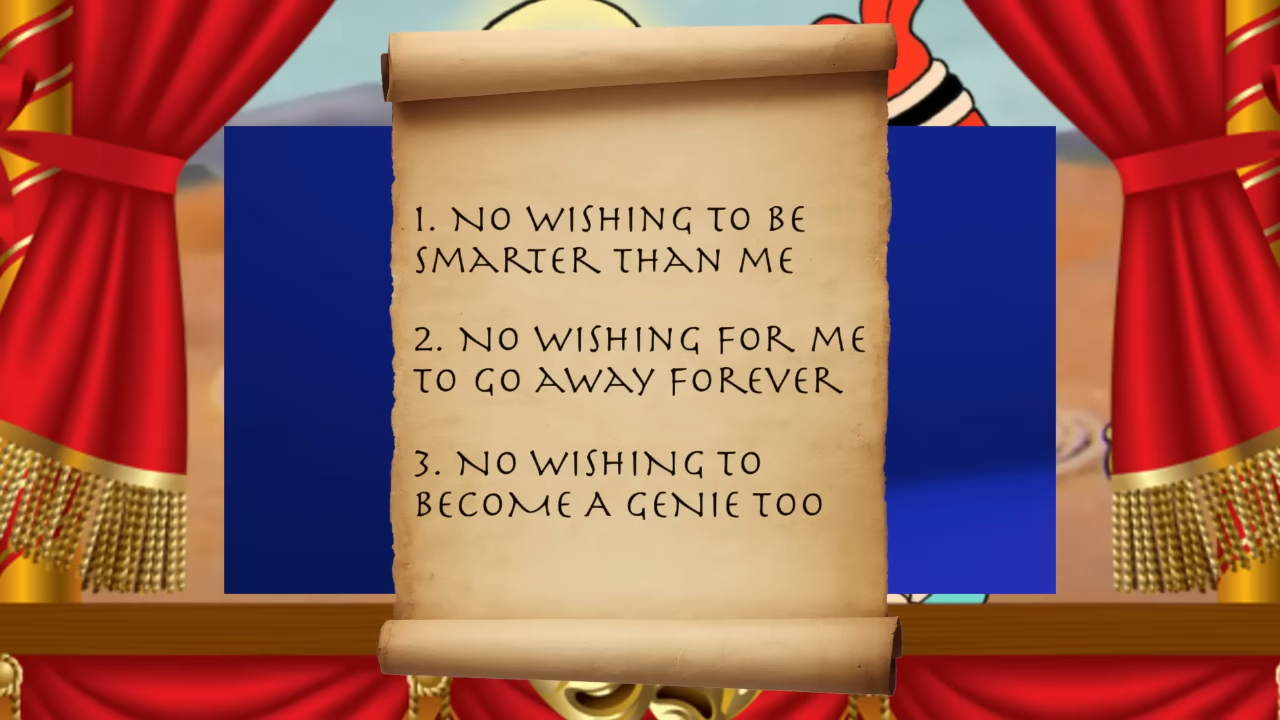 1. NO WISHING TO BE
SMARTER THAN ME
2. NO WISHING FOR ME
TO GO AWAY FOREVER
3. NO WISHING TO
BECOME A GENIE TOO